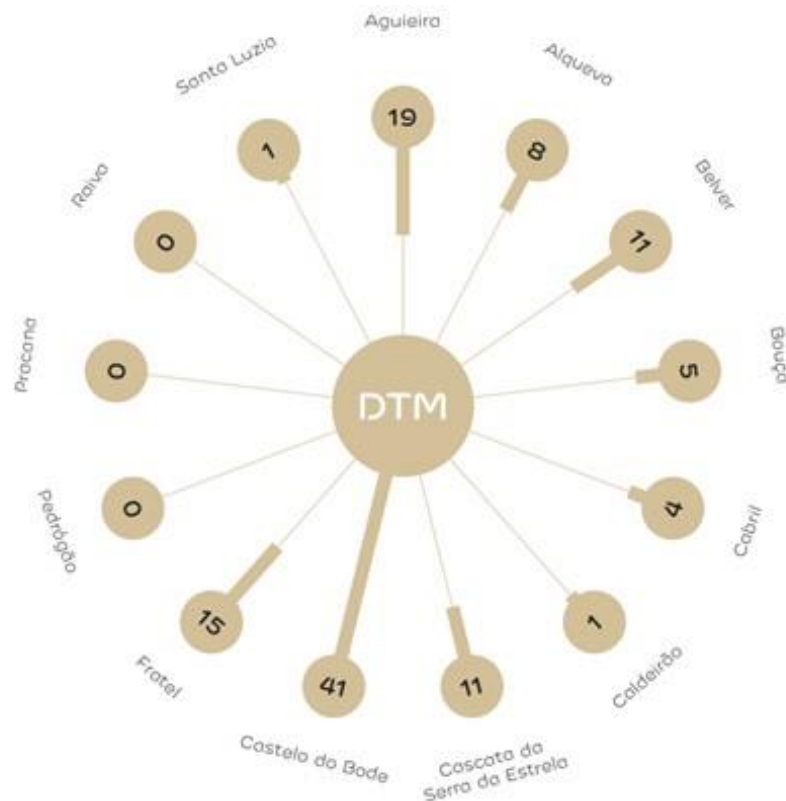 Aguieira
19
Alqueva
8
Belver
11
Bouçã
5
Cabril
4
Caldeirão
1
Cascata da
Serra da Estrela
11
Castelo do Bode
41
Fratel
15
Pedrógão
0
Pracana
0
Raiva
0
Santa Luzia
1
DTM